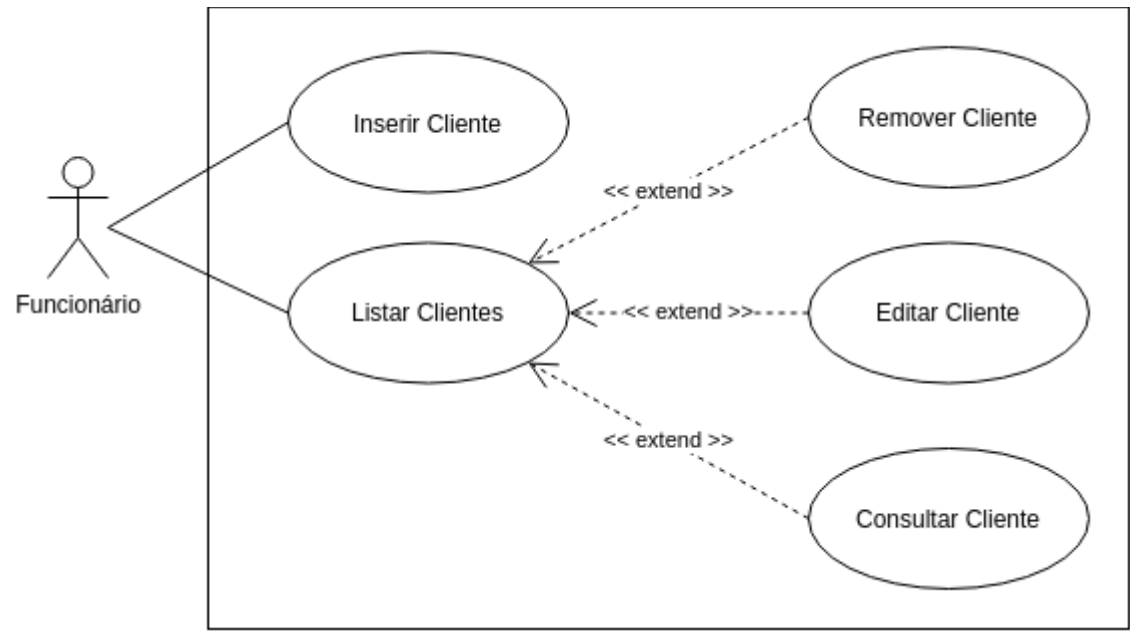 Inserir Cliente
Remover Cliente
<< extend >>
Funcionário
Listar Clientes
<< extend >>
Editar Cliente
<< extend >>
Consultar Cliente